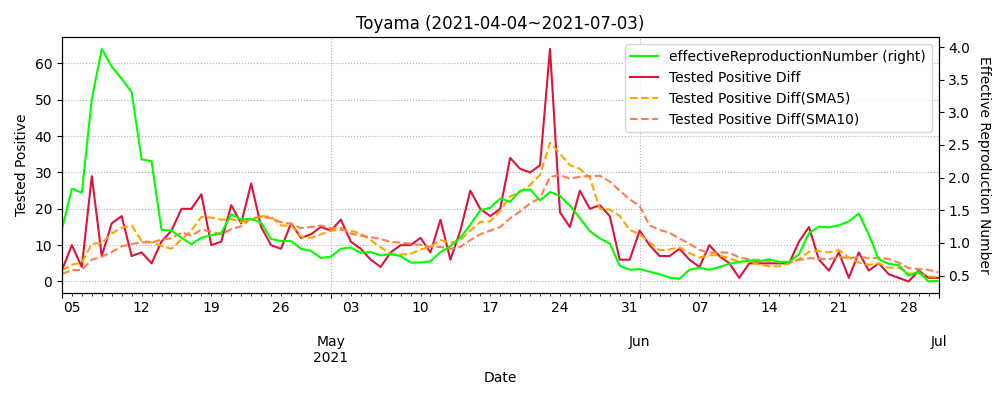 Toyama (2021-04-04~2021-07-03)
effectiveReproductionNumber (right)
Tested Positive Diff
Tested Positive Diff(SMA5)
Tested Positive Diff(SMA10)
Tested Positive
60
50
40
30
20
10
0
Effective Reproduction Number
4.0
3.5
3.0
2.5
2.0
1.5
1.0
0.5
05 12 19 26 03 10 17 24 31 07 14 21 28
May Jun Jul
2021
Date